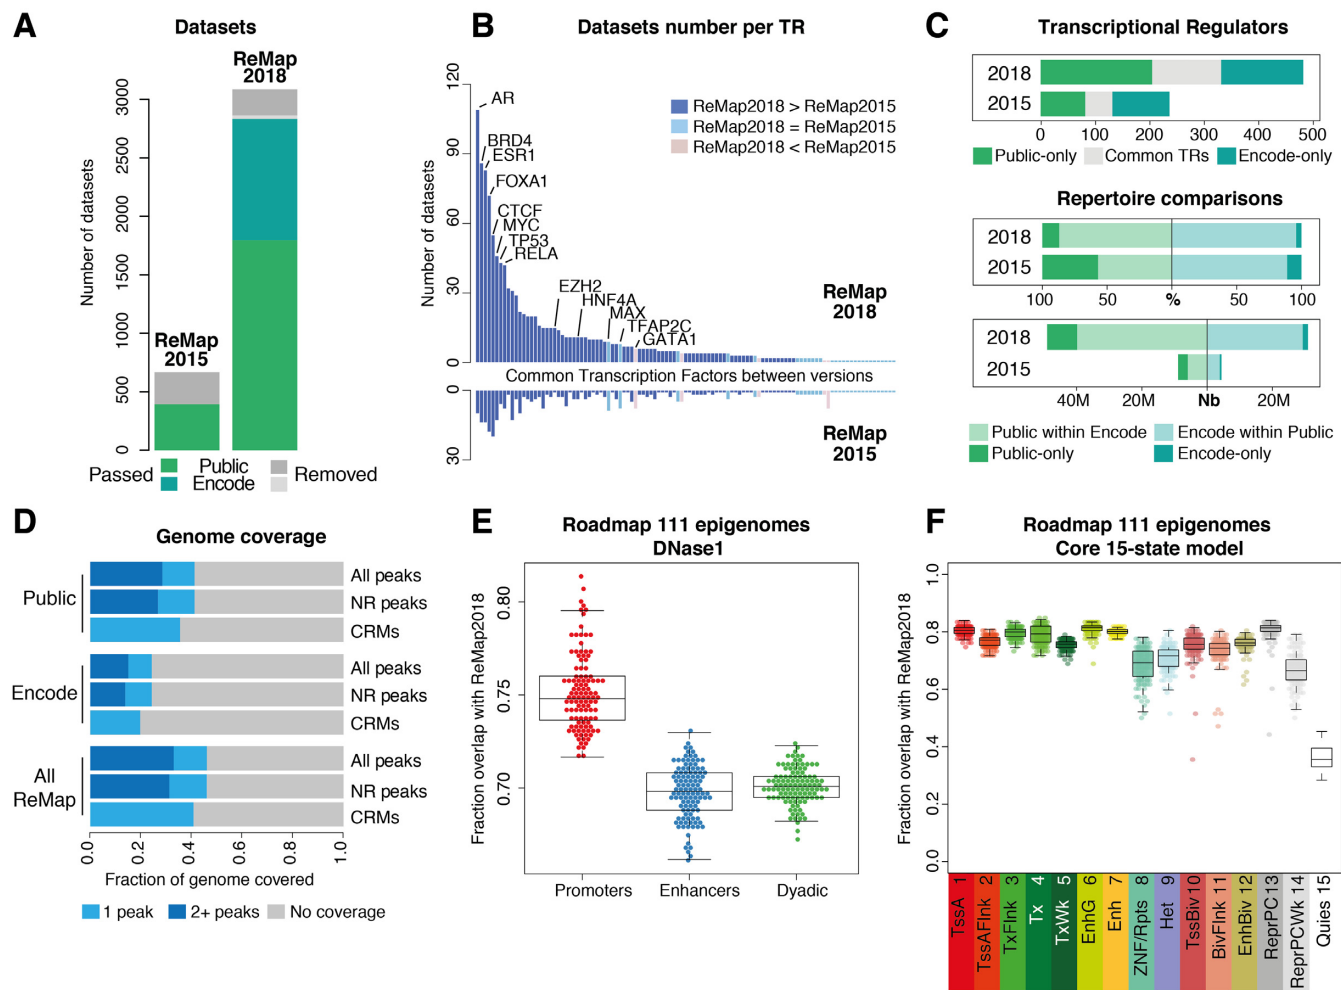 A
Datasets
ReMap
2018
ReMap
2015
Number of datasets
0
500
1000
1500
2000
2500
3000
Passed
Public
Encode
Removed
B
Datasets number per TR
Number of datasets
120
90
60
30
0
0
30
AR
BRD4
ESR1
FOXA1
CTCF
MYC
TP53
RELA
EZH2
HNF4A
MAX
TFAP2C
GATA1
ReMap2018 > ReMap2015
ReMap2018 = ReMap2015
ReMap2018 < ReMap2015
ReMap
2018
Common Transcription Factors between versions
ReMap
2015
C
Transcriptional Regulators
2018
2015
0 100 200 300 400 500
Public-only Common TRs Encode-only
Repertoire comparisons
2018
2015
100 50 % 50 100
2018
2015
40M 20M Nb 20M
Public within Encode Encode within Public
Public-only Encode-only
D
Genome coverage
Public
All peaks
NR peaks
CRMs
Encode
All peaks
NR peaks
CRMs
All
ReMap
All peaks
NR peaks
CRMs
0.0 0.2 0.4 0.6 0.8 1.0
Fraction of genome covered
1 peak 2+ peaks No coverage
E
Roadmap 111 epigenomes
DNase1
Fraction overlap with ReMap2018
0.80
0.75
0.70
Promoters Enhancers Dyadic
F
Roadmap 111 epigenomes
Core 15-state model
Fraction overlap with ReMap2018
1.0
0.8
0.6
0.4
0.2
0.0
TssA 1
TssAFlnk 2
TxFlnk 3
Tx 4
TxWk 5
EnhG 6
Enh 7
ZNF/Rpts 8
Het 9
TssBiv 10
BivFlnk 11
EnhBiv 12
ReprPC 13
ReprPCWk 14
Quies 15